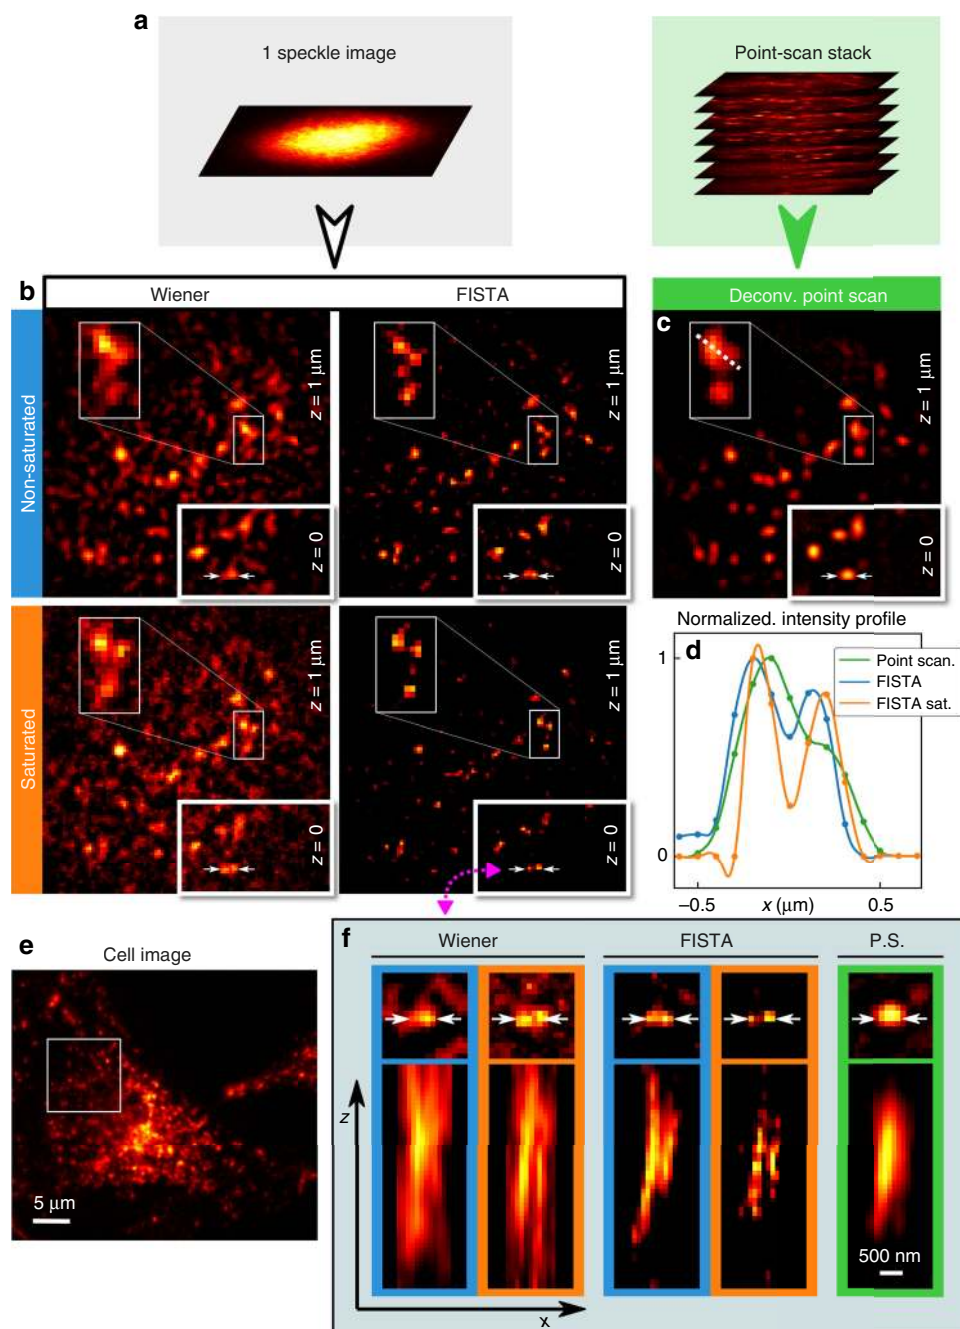 a
1 speckle image
Point-scan stack
b
Wiener
FISTA
Deconv. point scan
c
Non-saturated
z = 1 µm
z = 1 µm
z = 1 µm
z = 0
z = 0
z = 0
Saturated
z = 1 µm
z = 1 µm
z = 0
z = 0
Normalized. intensity profile
d
Point scan.
FISTA
FISTA sat.
1
0
−0.5
x (µm)
0.5
e
Cell image
5 µm
f
Wiener
FISTA
P.S.
z
500 nm
x